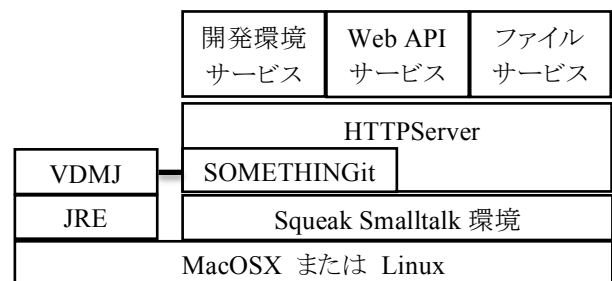 開発環境
サービス
Web API
サービス
ファイル
サービス
HTTPServer
VDMJ
SOMETHINGit
JRE
Squeak Smalltalk 環境
MacOSX または Linux